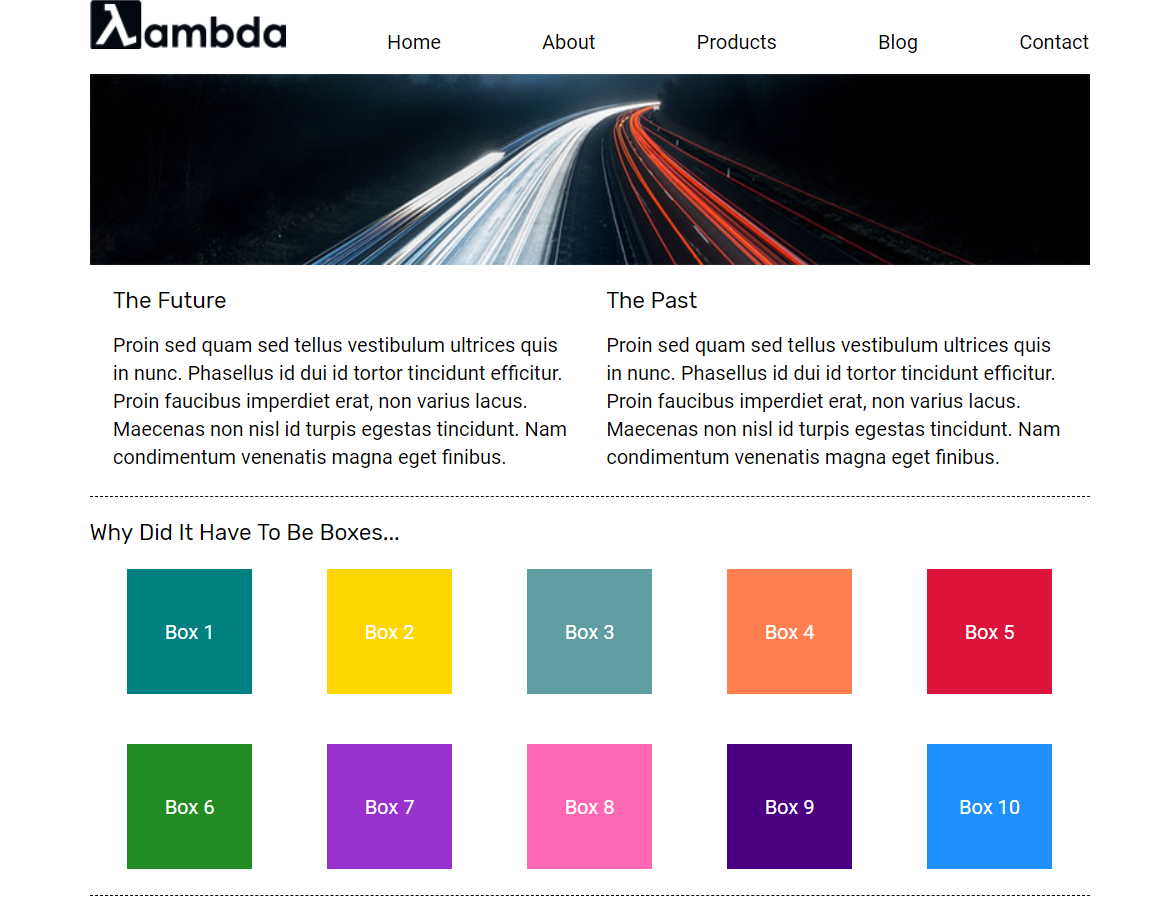 λambda
Home About Products Blog Contact
The Future
Proin sed quam sed tellus vestibulum ultrices quis
in nunc. Phasellus id dui id tortor tincidunt efficitur.
Proin faucibus imperdiet erat, non varius lacus.
Maecenas non nisl id turpis egestas tincidunt. Nam
condimentum venenatis magna eget finibus.
The Past
Proin sed quam sed tellus vestibulum ultrices quis
in nunc. Phasellus id dui id tortor tincidunt efficitur.
Proin faucibus imperdiet erat, non varius lacus.
Maecenas non nisl id turpis egestas tincidunt. Nam
condimentum venenatis magna eget finibus.
Why Did It Have To Be Boxes...
Box 1 Box 2 Box 3 Box 4 Box 5
Box 6 Box 7 Box 8 Box 9 Box 10